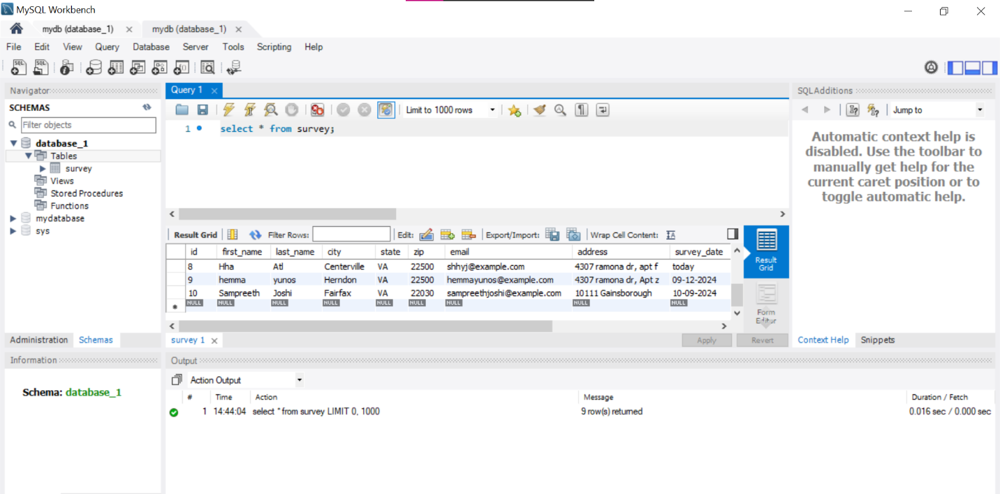 MySQL Workbench
mydb (database_1) mydb (database_1)
File Edit View Query Database Server Tools Scripting Help
Navigator
SCHEMAS
Filter objects
database_1
Tables
survey
Views
Stored Procedures
Functions
mydatabase
sys
Administration Schemas
Information
Schema: database_1
Query 1
Limit to 1000 rows
1 select * from survey;
Result Grid Filter Rows: Edit: Export/Import: Wrap Cell Content:
id first_name last_name city state zip email address survey_date
8 Hha Atl Centerville VA 22500 shhyj@example.com 4307 ramona dr, apt f today
9 hemma yunos Herndon VA 22500 hemmayunos@example.com 4307 ramona dr, Apt z 09-12-2024
10 Sampreeth Joshi Fairfax VA 22030 sampreethjoshi@example.com 10111 Gainsborough 10-09-2024
NULL NULL NULL NULL NULL NULL NULL NULL NULL
Result
Grid
Form
Editor
survey 1 Apply Revert
SQLAdditions
Jump to
Automatic context help is
disabled. Use the toolbar to
manually get help for the
current caret position or to
toggle automatic help.
Context Help Snippets
Output
Action Output
# Time Action Message Duration / Fetch
1 14:44:04 select * from survey LIMIT 0, 1000 9 row(s) returned 0.016 sec / 0.000 sec